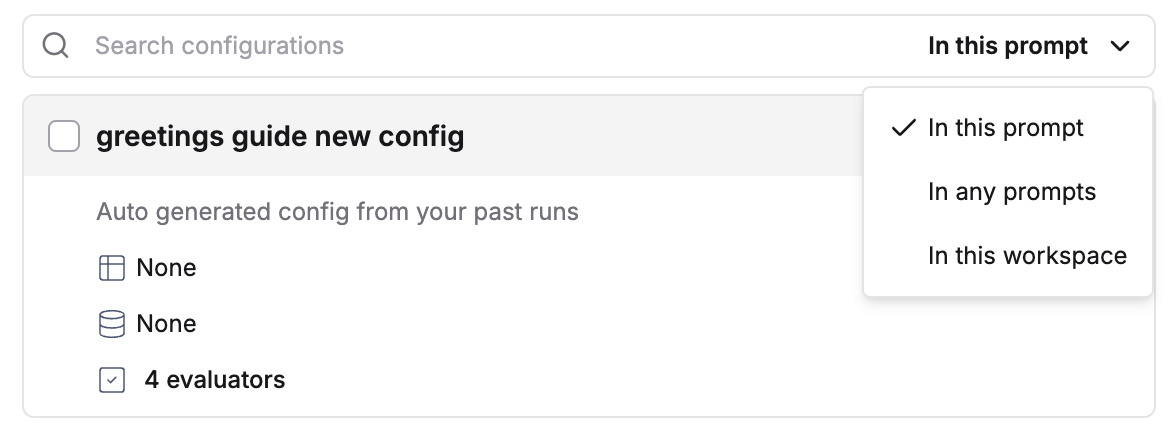 Search configurations
In this prompt
In this prompt
In any prompts
In this workspace
greetings guide new config
Auto generated config from your past runs
None
None
4 evaluators